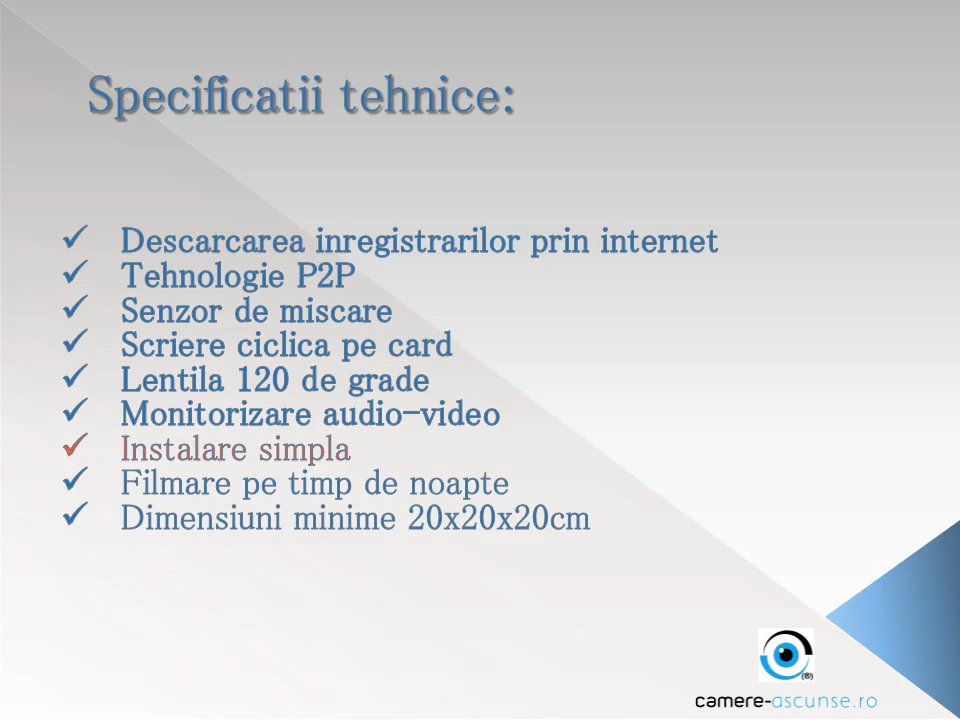 Specificatii tehnice:
Descarcarea inregistrarilor prin internet
Tehnologie P2P
Senzor de miscare
Scriere ciclica pe card
Lentila 120 de grade
Monitorizare audio-video
Instalare simpla
Filmare pe timp de noapte
Dimensiuni minime 20x20x20cm
(®)
camere-ascunse.ro